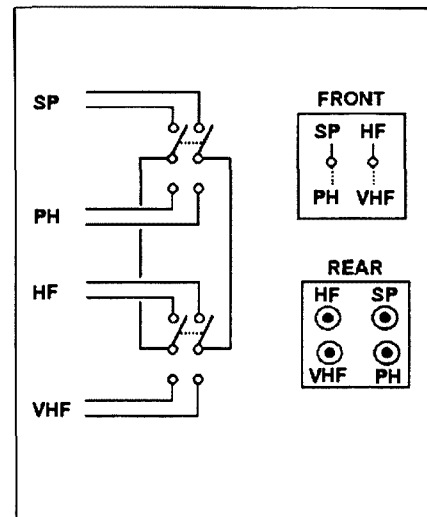 SP
PH
HF
VHF
FRONT
SP HF
PH VHF
REAR
HF SP
VHF PH